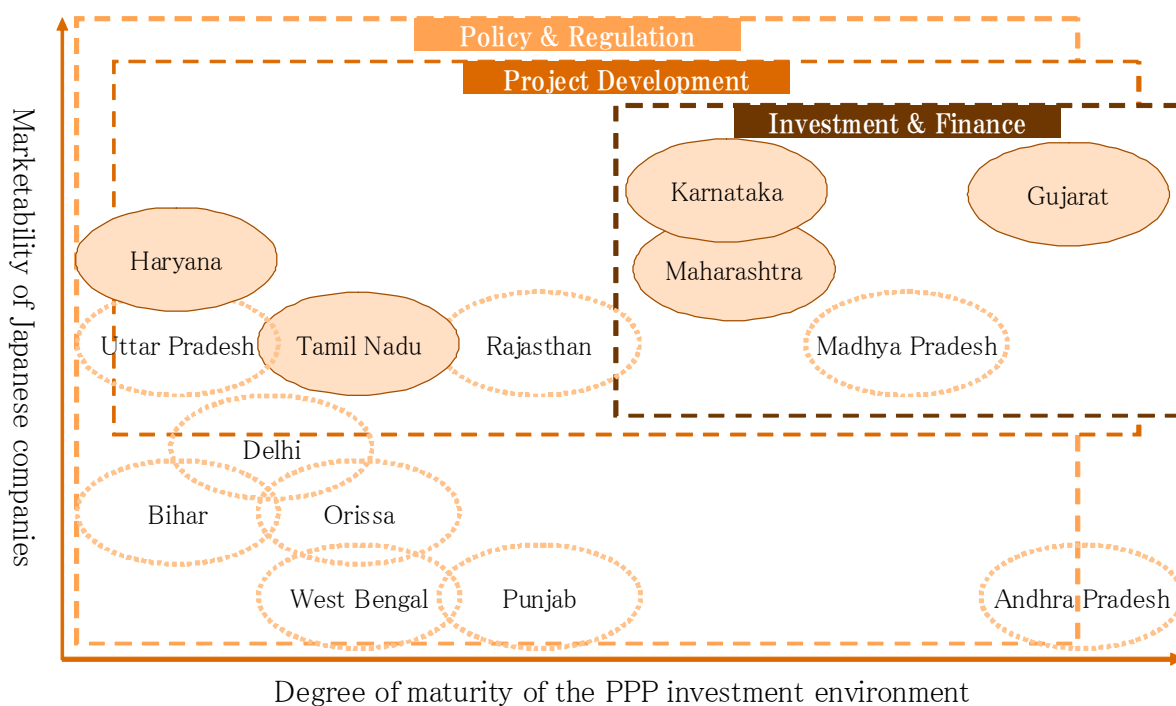 Policy & Regulation
Project Development
Investment & Finance
Karnataka
Gujarat
Haryana
Maharashtra
Uttar Pradesh
Tamil Nadu
Rajasthan
Madhya Pradesh
Delhi
Bihar
Orissa
West Bengal
Punjab
Andhra Pradesh
Marketability of Japanese companies
Degree of maturity of the PPP investment environment